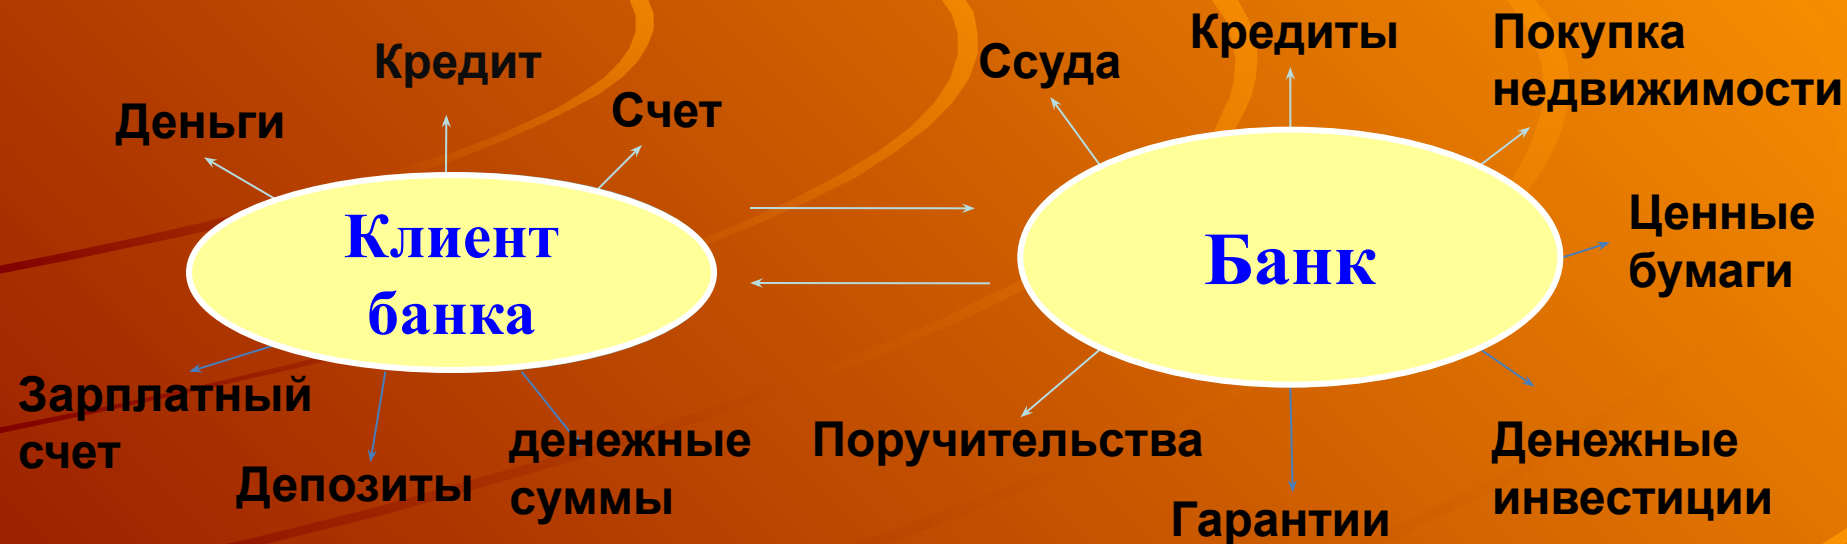 Кредит
Деньги
Счет
Клиент
банка
Зарплатный
счет
Депозиты
денежные
суммы
Ссуда
Кредиты
Покупка
недвижимости
Банк
Ценные
бумаги
Поручительства
Гарантии
Денежные
инвестиции